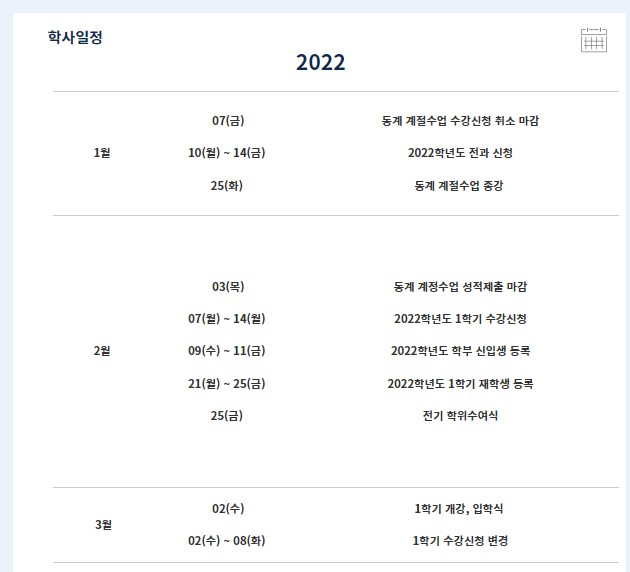 학사일정
2022
1월
07(금) 동계 계절수업 수강신청 취소 마감
10(월) ~ 14(금) 2022학년도 전과 신청
25(화) 동계 계절수업 종강
2월
03(목) 동계 계정수업 성적제출 마감
07(월) ~ 14(월) 2022학년도 1학기 수강신청
09(수) ~ 11(금) 2022학년도 학부 신입생 등록
21(월) ~ 25(금) 2022학년도 1학기 재학생 등록
25(금) 전기 학위수여식
3월
02(수) 1학기 개강, 입학식
02(수) ~ 08(화) 1학기 수강신청 변경